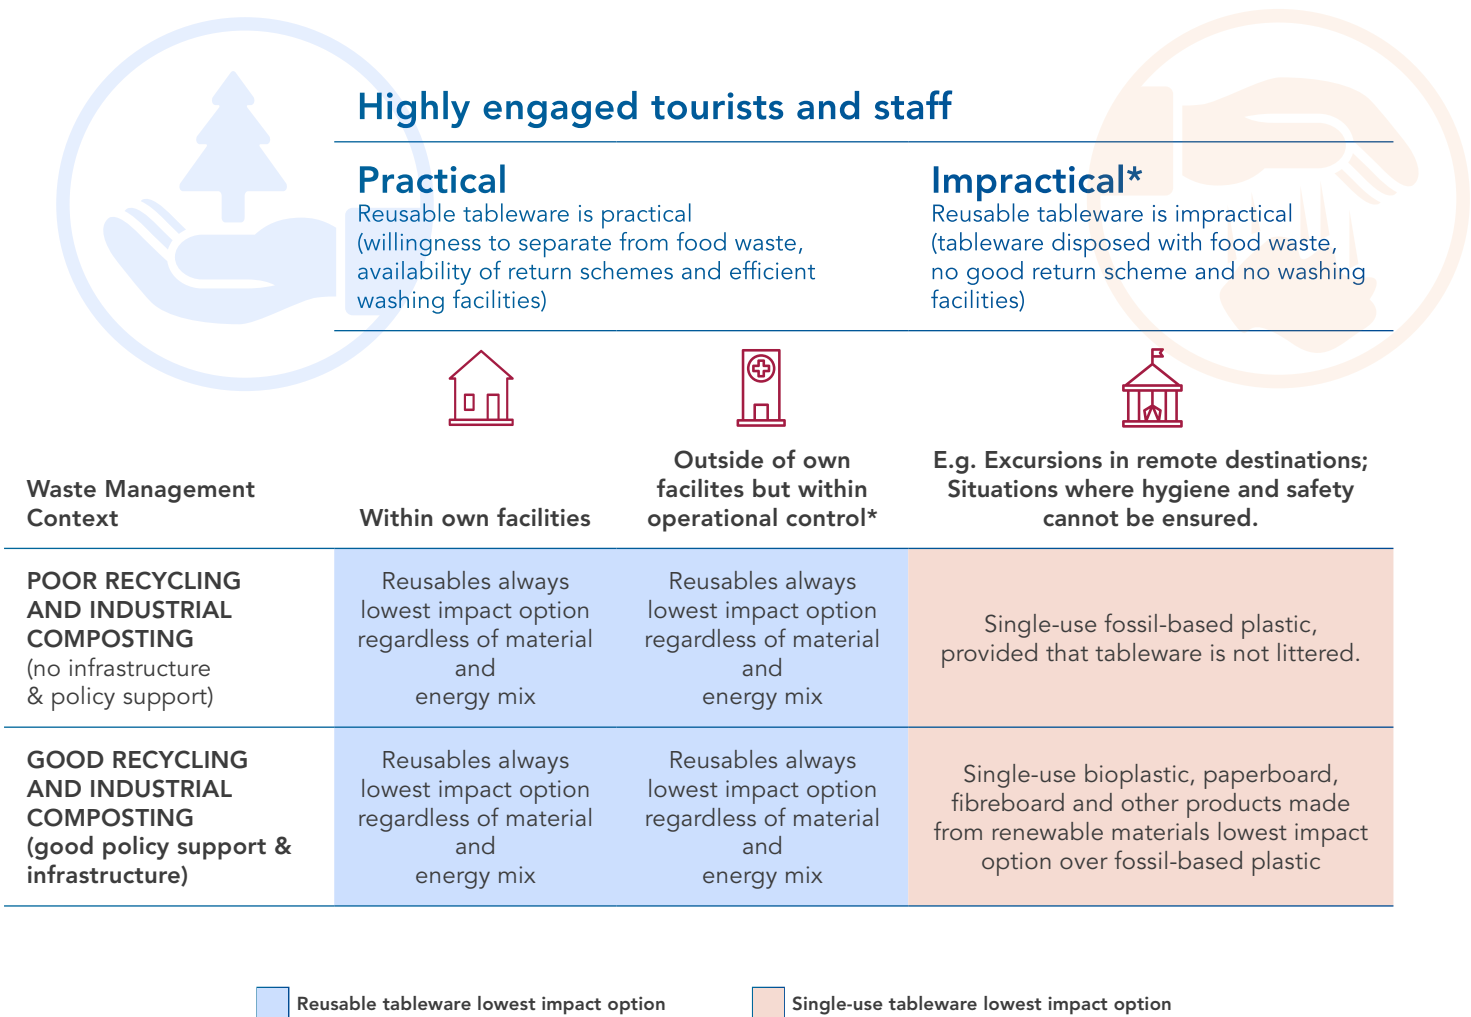 Highly engaged tourists and staff
Practical
Reusable tableware is practical
(willingness to separate from food waste,
availability of return schemes and efficient
washing facilities)
Impractical*
Reusable tableware is impractical
(tableware disposed with food waste,
no good return scheme and no washing
facilities)
Waste Management
Context
Within own facilities
Outside of own
facilites but within
operational control*
E.g. Excursions in remote destinations;
Situations where hygiene and safety
cannot be ensured.
POOR RECYCLING
AND INDUSTRIAL
COMPOSTING
(no infrastructure
& policy support)
Reusables always
lowest impact option
regardless of material
and
energy mix
Reusables always
lowest impact option
regardless of material
and
energy mix
Single-use fossil-based plastic,
provided that tableware is not littered.
GOOD RECYCLING
AND INDUSTRIAL
COMPOSTING
(good policy support &
infrastructure)
Reusables always
lowest impact option
regardless of material
and
energy mix
Reusables always
lowest impact option
regardless of material
and
energy mix
Single-use bioplastic, paperboard,
fibreboard and other products made
from renewable materials lowest impact
option over fossil-based plastic
Reusable tableware lowest impact option
Single-use tableware lowest impact option